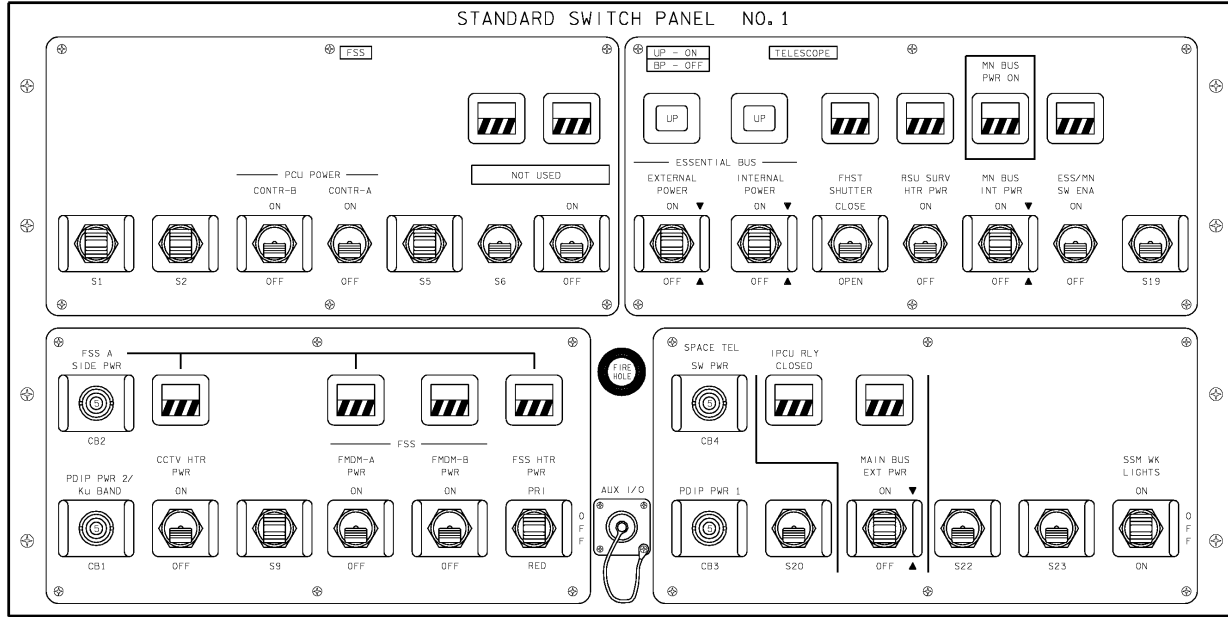 STANDARD SWITCH PANEL NO. 1
FSS
NOT USED
PCU POWER
CONTR-B CONTR-A
ON ON ON
S1 S2 OFF OFF S5 S6 OFF
UP - ON
BP - OFF
TELESCOPE
MN BUS
PWR ON
UP UP
ESSENTIAL BUS
EXTERNAL POWER
INTERNAL POWER
FHST SHUTTER
RSU SURV HTR PWR
MN BUS INT PWR
ESS/MN SW ENA
ON ON CLOSE ON ON ON
OFF OFF OPEN OFF OFF OFF S19
FSS A
SIDE PWR
5
CB2
FSS
PDIP PWR 2/
Ku BAND
CCTV HTR
PWR
FMDM-A
PWR
FMDM-B
PWR
FSS HTR
PWR
ON ON ON PRI
5
OFF
CB1 OFF S9 OFF OFF RED
FIRE
HOLE
AUX I/O
SPACE TEL
SW PWR
5
CB4
IPCU RLY
CLOSED
PDIP PWR 1
MAIN BUS
EXT PWR
SSM WK
LIGHTS
ON ON
5
OFF
CB3 S20 OFF S22 S23 ON